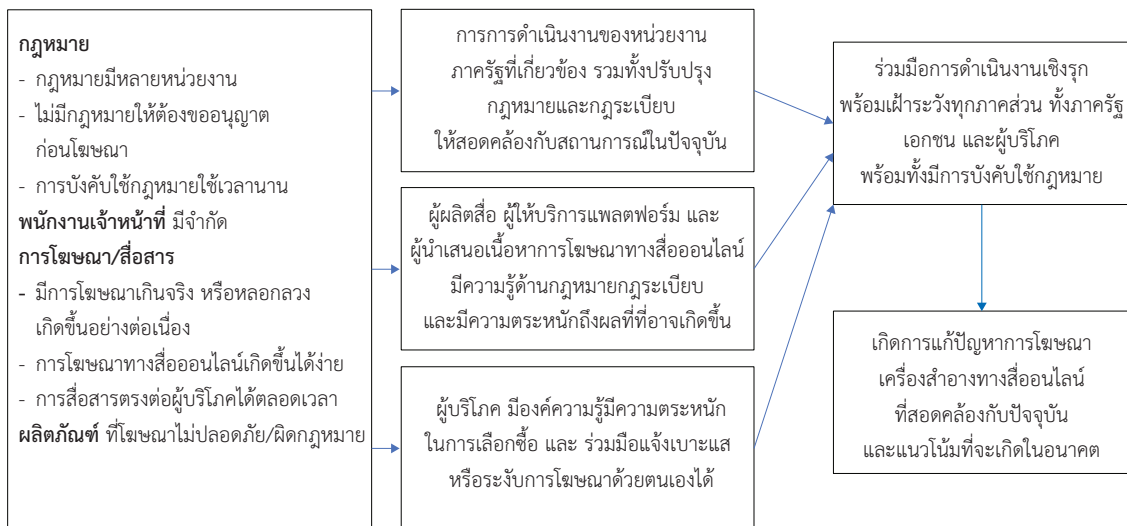 กฎหมาย
- กฎหมายมีหลายหน่วยงาน
- ไม่มีกฎหมายให้ต้องขออนุญาต
ก่อนโฆษณา
- การบังคับใช้กฎหมายใช้เวลานาน
พนักงานเจ้าหน้าที่ มีจำกัด
การโฆษณา/สื่อสาร
- มีการโฆษณาเกินจริง หรือหลอกลวง
เกิดขึ้นอย่างต่อเนื่อง
- การโฆษณาทางสื่อออนไลน์เกิดขึ้นได้ง่าย
- การสื่อสารตรงต่อผู้บริโภคได้ตลอดเวลา
ผลิตภัณฑ์ ที่โฆษณาไม่ปลอดภัย/ผิดกฎหมาย
การการดำเนินงานของหน่วยงาน
ภาครัฐที่เกี่ยวข้อง รวมทั้งปรับปรุง
กฎหมายและกฎระเบียบ
ให้สอดคล้องกับสถานการณ์ในปัจจุบัน
ผู้ผลิตสื่อ ผู้ให้บริการแพลตฟอร์ม และ
ผู้นำเสนอเนื้อหาการโฆษณาทางสื่อออนไลน์
มีความรู้ด้านกฎหมายกฎระเบียบ
และมีความตระหนักถึงผลที่ที่อาจเกิดขึ้น
ผู้บริโภค มีองค์ความรู้มีความตระหนัก
ในการเลือกซื้อ และ ร่วมมือแจ้งเบาะแส
หรือระงับการโฆษณาด้วยตนเองได้
ร่วมมือการดำเนินงานเชิงรุก
พร้อมเฝ้าระวังทุกภาคส่วน ทั้งภาครัฐ
เอกชน และผู้บริโภค
พร้อมทั้งมีการบังคับใช้กฎหมาย
เกิดการแก้ปัญหาการโฆษณา
เครื่องสำอางทางสื่อออนไลน์
ที่สอดคล้องกับปัจจุบัน
และแนวโน้มที่จะเกิดในอนาคต